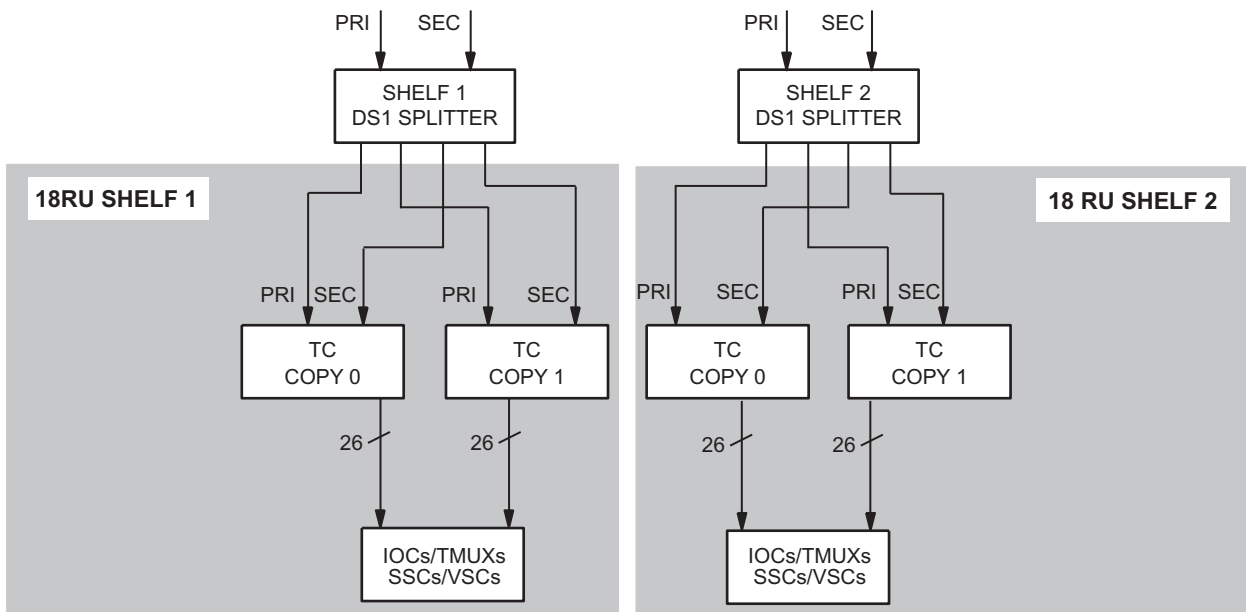 PRI SEC
SHELF 1
DS1 SPLITTER
18RU SHELF 1
PRI SEC PRI SEC
TC
COPY 0
TC
COPY 1
26 26
IOCs/TMUXs
SSCs/VSCs
PRI SEC
SHELF 2
DS1 SPLITTER
18 RU SHELF 2
PRI SEC PRI SEC
TC
COPY 0
TC
COPY 1
26 26
IOCs/TMUXs
SSCs/VSCs